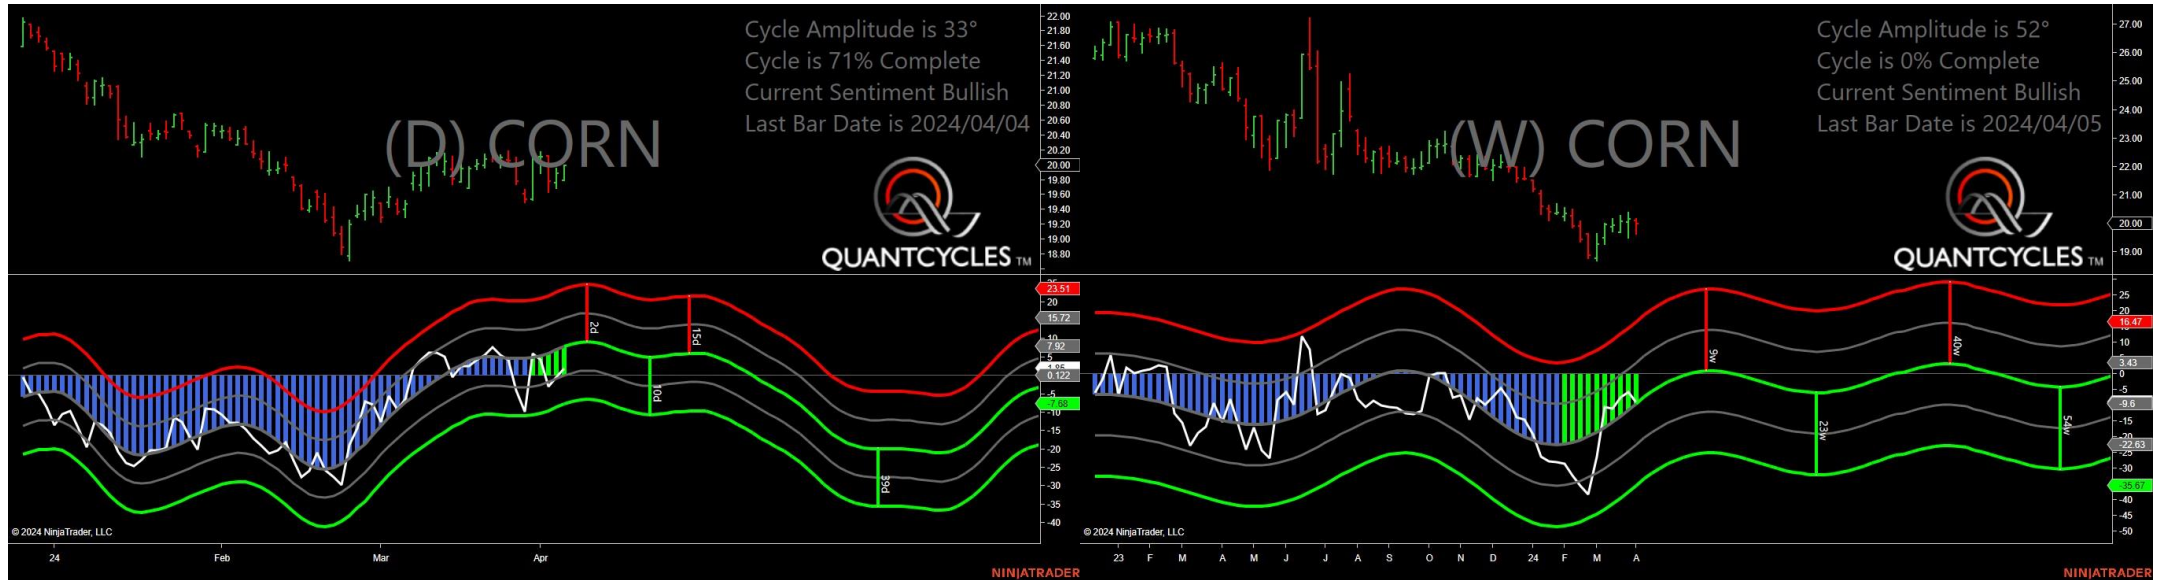 Cycle Amplitude is 33°
Cycle is 71% Complete
Current Sentiment Bullish
Last Bar Date is 2024/04/04
(D) CORN
QUANTCYCLES TM
22.00
21.80
21.60
21.40
21.20
21.00
20.80
20.60
20.40
20.20
20.00
19.80
19.60
19.40
19.20
19.00
18.80
23.51
20
15.72
10
7.92
5
0.122
-5
-7.68
-10
-15
-20
-25
-30
-35
-40
2d
15d
10d
39d
© 2024 NinjaTrader, LLC
24 Feb Mar Apr
NINJATRADER
Cycle Amplitude is 52°
Cycle is 0% Complete
Current Sentiment Bullish
Last Bar Date is 2024/04/05
(W) CORN
QUANTCYCLES TM
27.00
26.00
25.00
24.00
23.00
22.00
21.00
20.00
19.00
25
20
16.47
10
3.43
0
-5
-9.6
-15
-22.63
-25
-30
-35.67
-40
-45
-50
9w
40w
23w
54w
© 2024 NinjaTrader, LLC
23 F M A M J J A S O N D 24 F M A
NINJATRADER